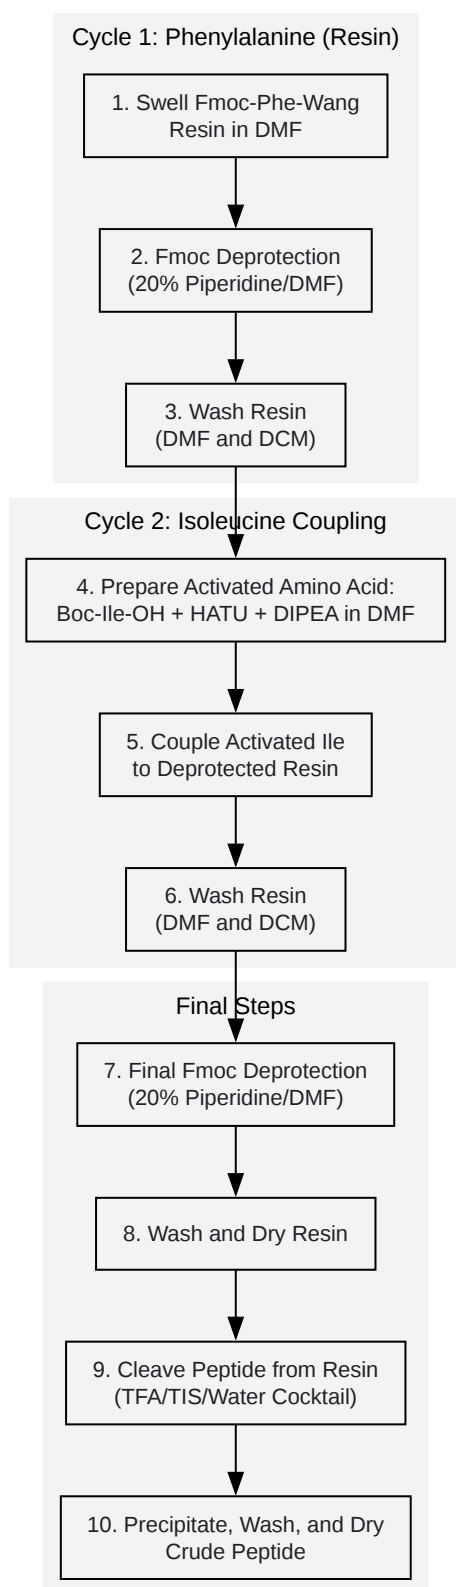 Cycle 1: Phenylalanine (Resin)
1. Swell Fmoc-Phe-Wang
Resin in DMF
2. Fmoc Deprotection
(20% Piperidine/DMF)
3. Wash Resin
(DMF and DCM)
Cycle 2: Isoleucine Coupling
4. Prepare Activated Amino Acid:
Boc-Ile-OH + HATU + DIPEA in DMF
5. Couple Activated Ile
to Deprotected Resin
6. Wash Resin
(DMF and DCM)
Final Steps
7. Final Fmoc Deprotection
(20% Piperidine/DMF)
8. Wash and Dry Resin
9. Cleave Peptide from Resin
(TFA/TIS/Water Cocktail)
10. Precipitate, Wash, and Dry
Crude Peptide